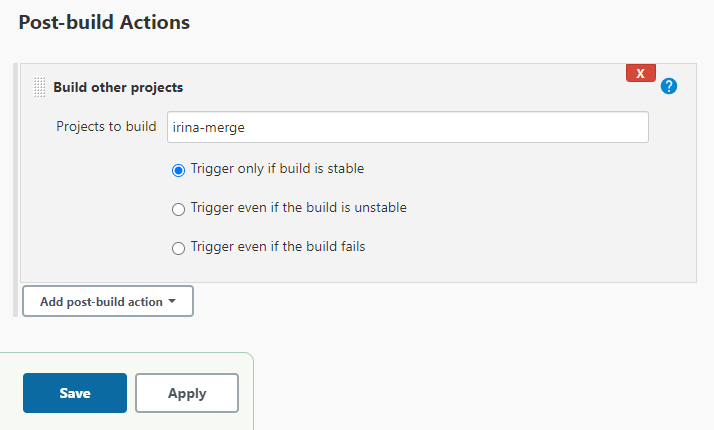 Post-build Actions
X
Build other projects
?
Projects to build
irina-merge
Trigger only if build is stable
Trigger even if the build is unstable
Trigger even if the build fails
Add post-build action
Save
Apply